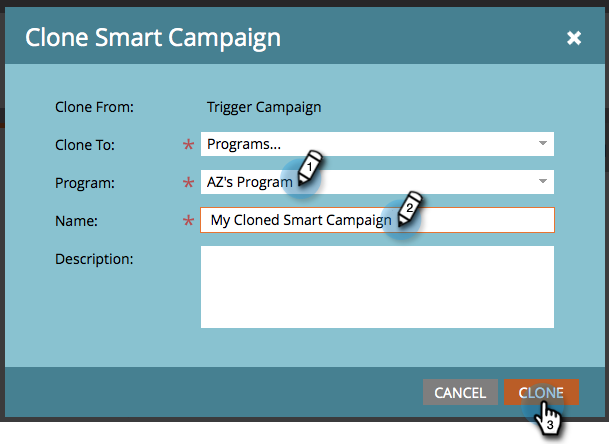 Clone Smart Campaign
Clone From: Trigger Campaign
Clone To: * Programs...
Program: * AZ's Program 1
Name: * My Cloned Smart Campaign 2
Description:
CANCEL CLONE
3